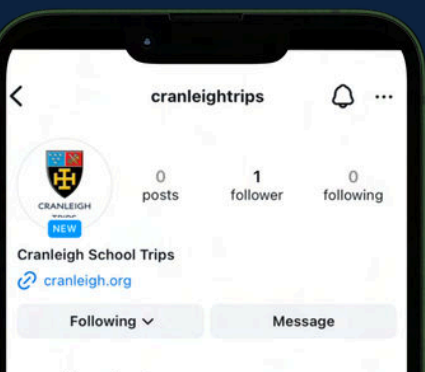 cranleightrips
0 1 0
posts follower following
CRANLEIGH
NEW
Cranleigh School Trips
cranleigh.org
Following
Message